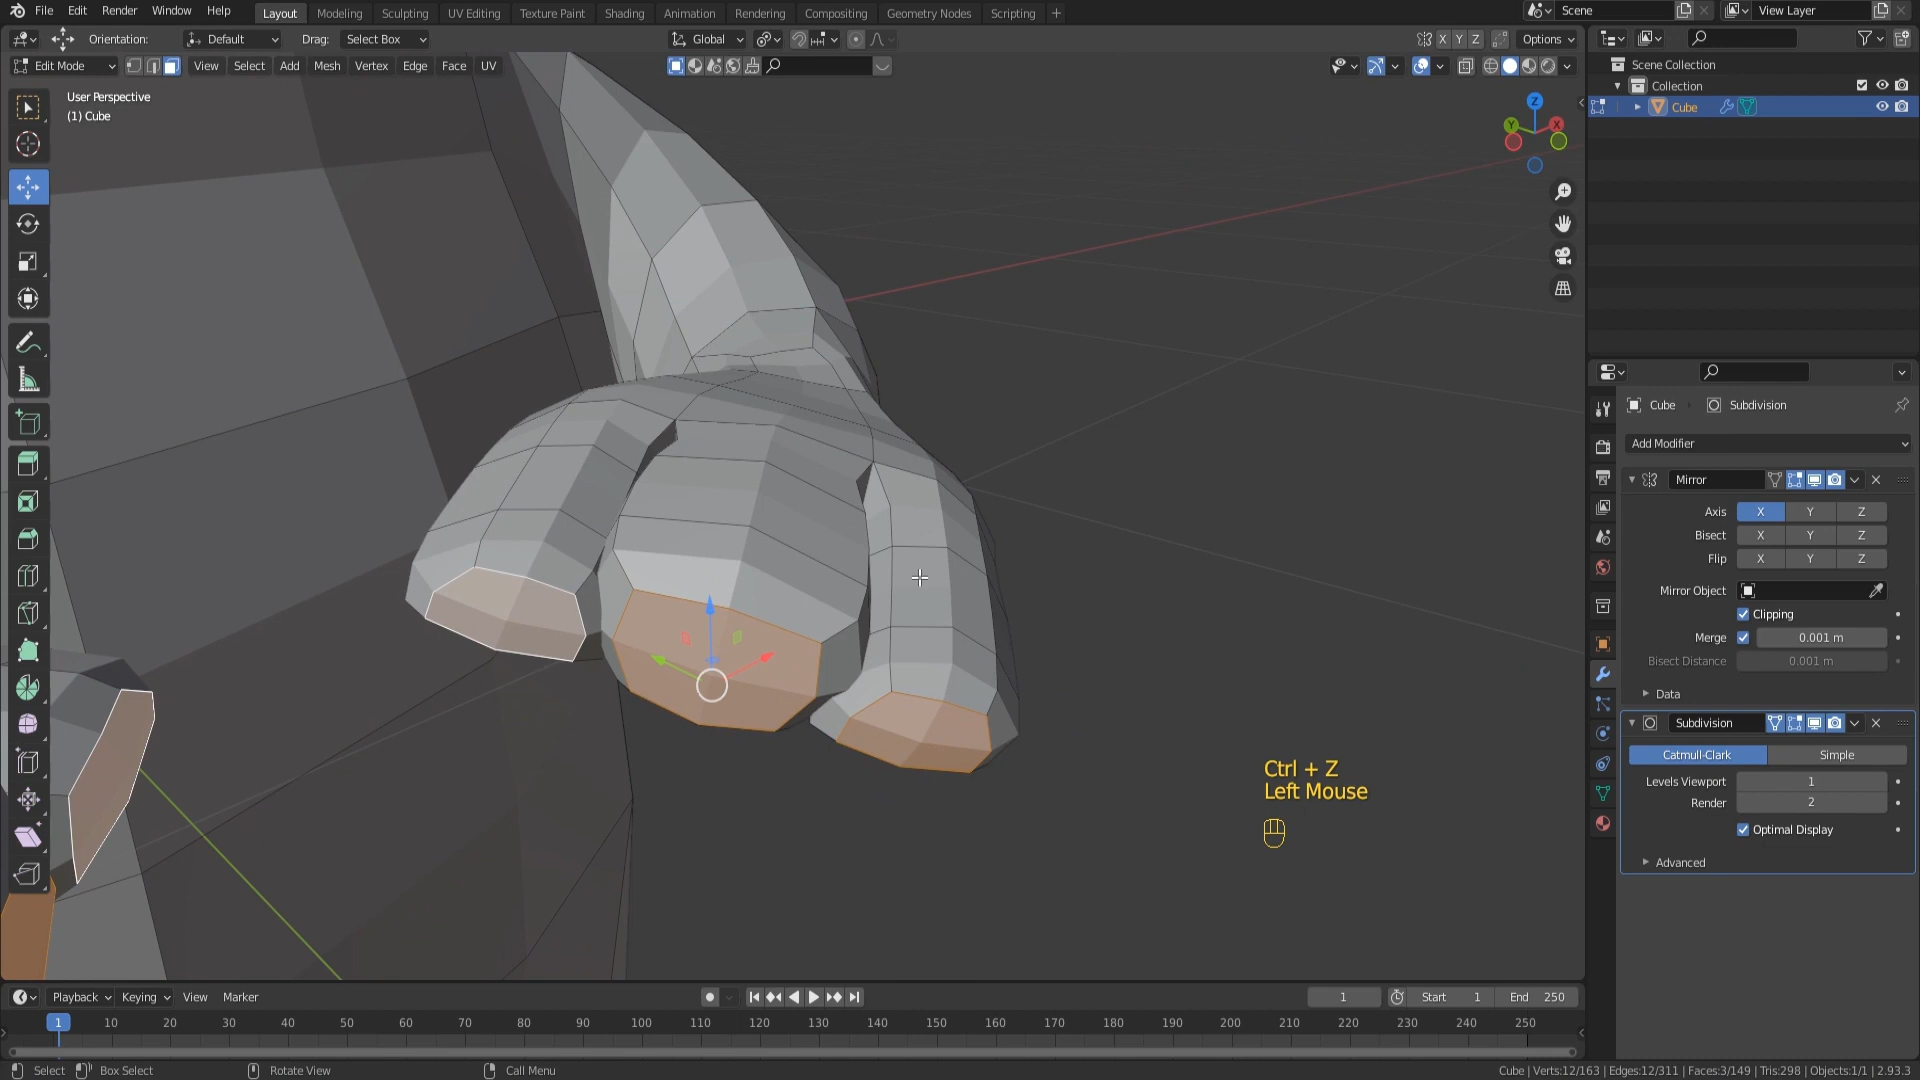 File Edit Render Window Help Layout Modeling Sculpting UV Editing Texture Paint Shading Animation Rendering Compositing Geometry Nodes Scripting + Scene View Layer
Orientation: Default Drag: Select Box Global X Y Z Options
Edit Mode View Select Add Mesh Vertex Edge Face UV
User Perspective
(1) Cube
Z
Y
X
Scene Collection
Collection
Cube
Cube Subdivision
Add Modifier
Mirror
Axis X Y Z
Bisect X Y Z
Flip X Y Z
Mirror Object
Clipping
Merge 0.001 m
Bisect Distance 0.001 m
Data
Subdivision
Catmull-Clark Simple
Levels Viewport 1
Render 2
Optimal Display
Advanced
Ctrl + Z
Left Mouse
Playback Keying View Marker 1 Start 1 End 250
1 10 20 30 40 50 60 70 80 90 100 110 120 130 140 150 160 170 180 190 200 210 220 230 240 250
Select Box Select Rotate View Call Menu Cube | Verts:12/163 | Edges:12/311 | Faces:3/149 | Tris:298 | Objects:1/1 | 2.93.3